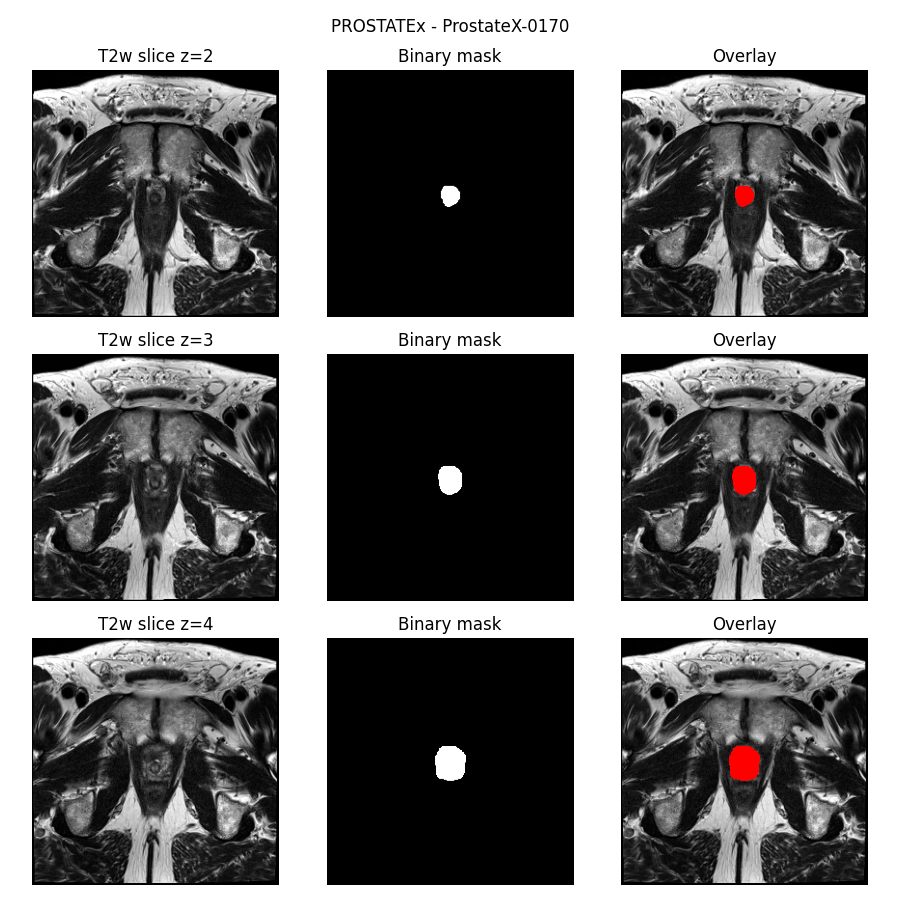 PROSTATEx - ProstateX-0170
T2w slice z=2
Binary mask
Overlay
T2w slice z=3
Binary mask
Overlay
T2w slice z=4
Binary mask
Overlay